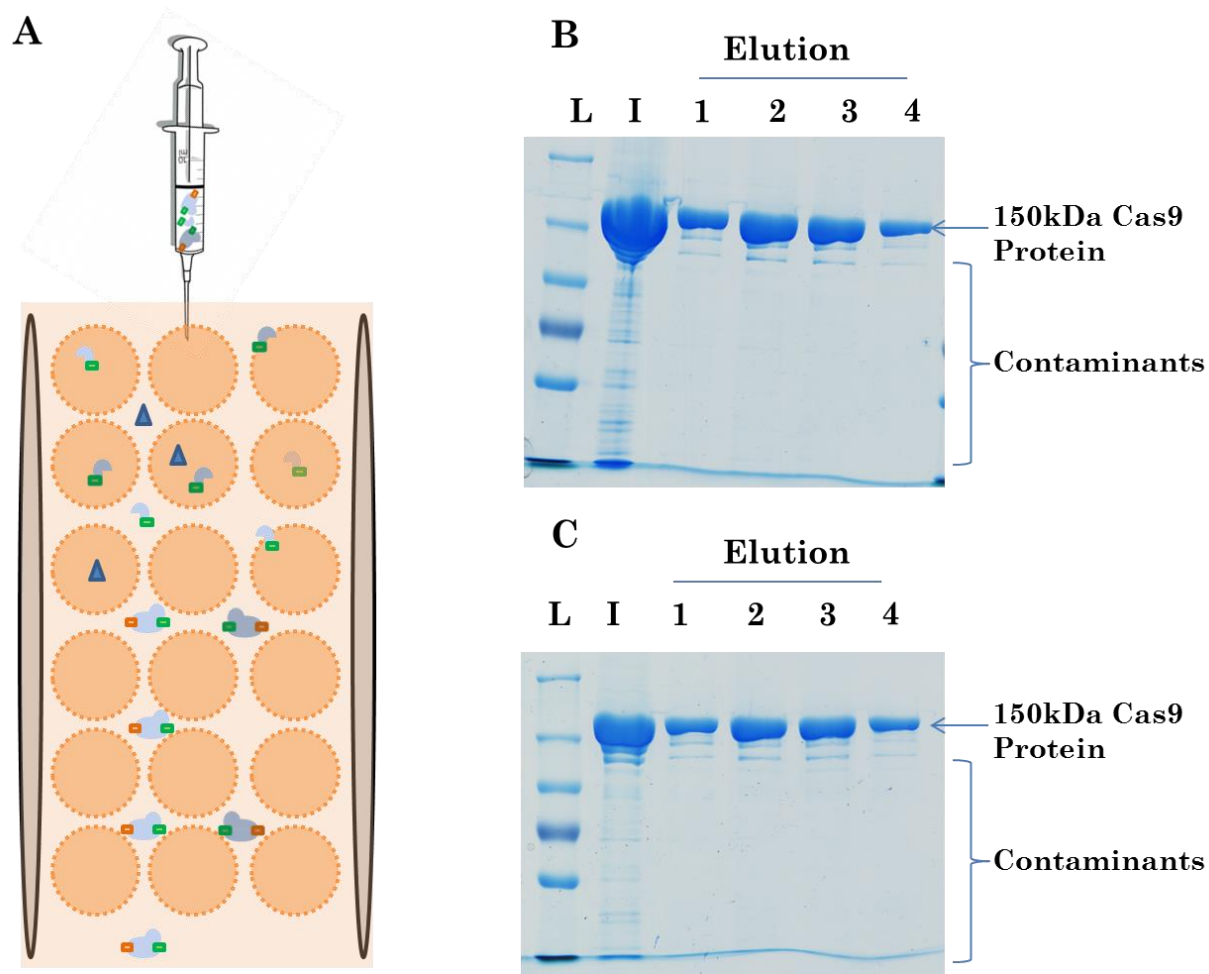 A
B
Elution
L I 1 2 3 4
150kDa Cas9
Protein
Contaminants
C
Elution
L I 1 2 3 4
150kDa Cas9
Protein
Contaminants